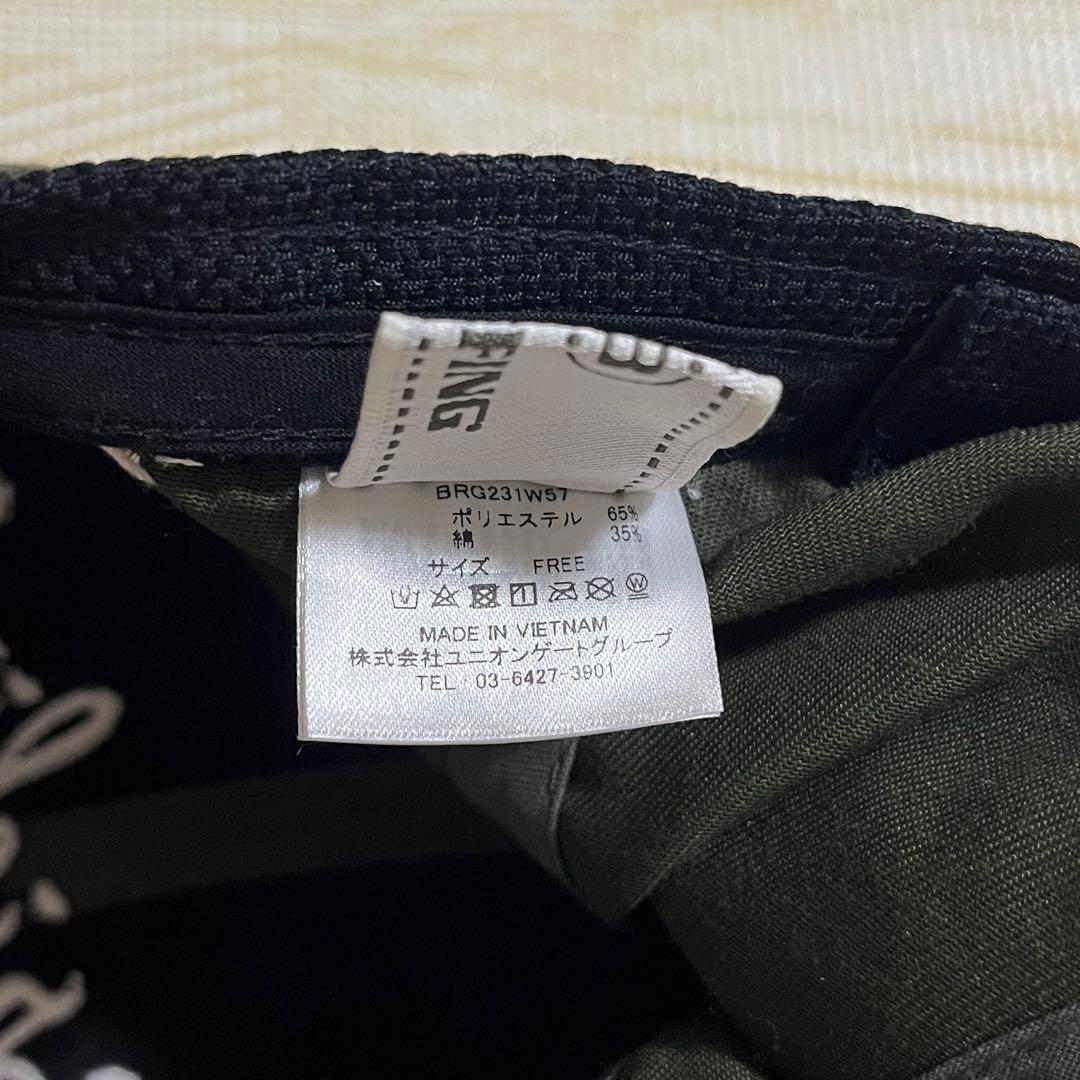 FING
B
BRG231W57
ポリエステル 65%
綿 35%
サイズ FREE
MADE IN VIETNAM
株式会社ユニオンゲートグループ
TEL・03-6427-3901